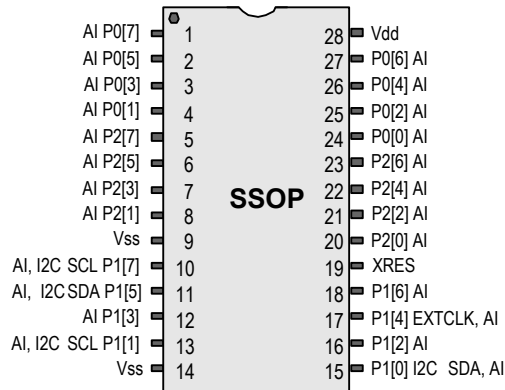 AI P0[7] 1
AI P0[5] 2
AI P0[3] 3
AI P0[1] 4
AI P2[7] 5
AI P2[5] 6
AI P2[3] 7
AI P2[1] 8
Vss 9
AI, I2C SCL P1[7] 10
AI, I2C SDA P1[5] 11
AI P1[3] 12
AI, I2C SCL P1[1] 13
Vss 14
SSOP
28 Vdd
27 P0[6] AI
26 P0[4] AI
25 P0[2] AI
24 P0[0] AI
23 P2[6] AI
22 P2[4] AI
21 P2[2] AI
20 P2[0] AI
19 XRES
18 P1[6] AI
17 P1[4] EXTCLK, AI
16 P1[2] AI
15 P1[0] I2C SDA, AI